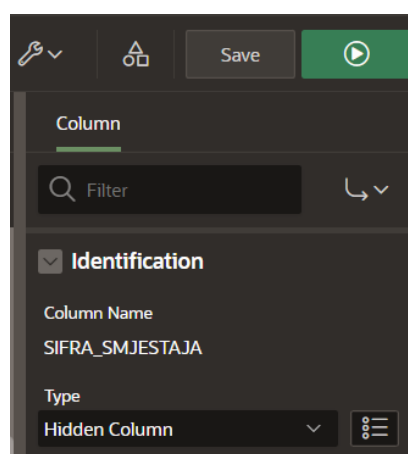 Save
Column
Filter
Identification
Column Name
SIFRA_SMJESTAJA
Type
Hidden Column